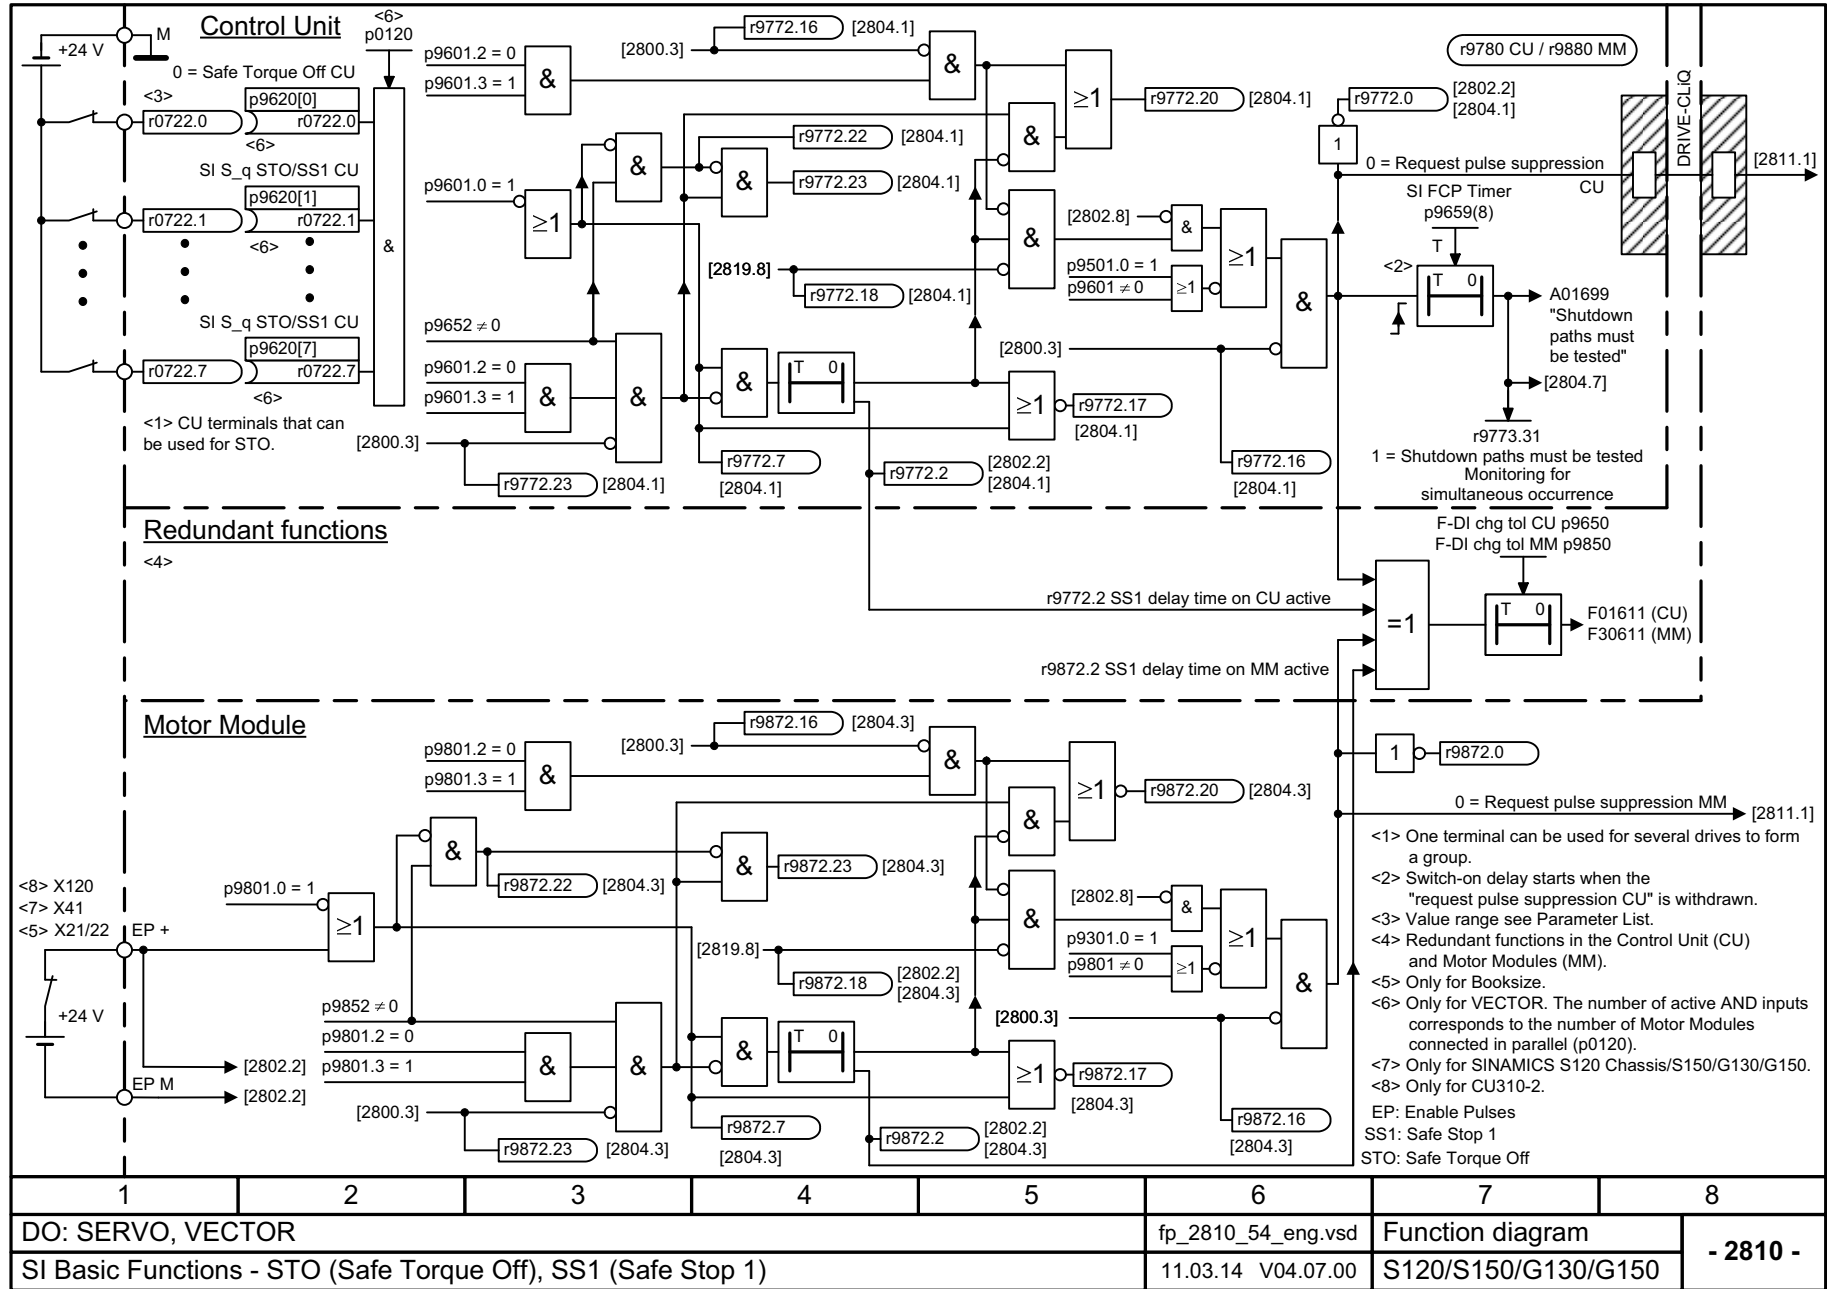 Control Unit
+24 V
M
<6>
p0120
0 = Safe Torque Off CU
<3>
p9620[0]
r0722.0
r0722.0
<6>
SI S_q STO/SS1 CU
p9620[1]
r0722.1
r0722.1
<6>
SI S_q STO/SS1 CU
p9620[7]
r0722.7
r0722.7
<6>
<1> CU terminals that can
be used for STO.
&
p9601.2 = 0
p9601.3 = 1
&
[2800.3]
r9772.16
[2804.1]
&
≥1
r9772.20
[2804.1]
p9601.0 = 1
≥1
&
&
r9772.22
[2804.1]
r9772.23
[2804.1]
&
&
[2819.8]
r9772.18
[2804.1]
p9652 ≠ 0
p9601.2 = 0
p9601.3 = 1
&
&
[2800.3]
r9772.23
[2804.1]
&
T 0
r9772.7
[2804.1]
r9772.2
[2802.2]
[2804.1]
≥1
r9772.17
[2804.1]
[2802.8]
&
p9501.0 = 1
p9601 ≠ 0
≥1
≥1
&
[2800.3]
r9772.16
[2804.1]
r9780 CU / r9880 MM
r9772.0
[2802.2]
[2804.1]
1
0 = Request pulse suppression
CU
DRIVE-CLiQ
[2811.1]
SI FCP Timer
p9659(8)
T
<2>
T 0
A01699
"Shutdown
paths must
be tested"
[2804.7]
r9773.31
1 = Shutdown paths must be tested
Monitoring for
simultaneous occurrence
Redundant functions
<4>
F-DI chg tol CU p9650
F-DI chg tol MM p9850
r9772.2 SS1 delay time on CU active
r9872.2 SS1 delay time on MM active
=1
T 0
F01611 (CU)
F30611 (MM)
Motor Module
p9801.2 = 0
p9801.3 = 1
&
[2800.3]
r9872.16
[2804.3]
&
≥1
r9872.20
[2804.3]
1
r9872.0
0 = Request pulse suppression MM
[2811.1]
<8> X120
<7> X41
<5> X21/22
EP +
+24 V
EP M
[2802.2]
[2802.2]
p9801.0 = 1
≥1
&
r9872.22
[2804.3]
&
r9872.23
[2804.3]
&
&
[2819.8]
r9872.18
[2802.2]
[2804.3]
p9852 ≠ 0
p9801.2 = 0
p9801.3 = 1
&
&
[2800.3]
r9872.23
[2804.3]
&
T 0
r9872.7
[2804.3]
r9872.2
[2802.2]
[2804.3]
≥1
r9872.17
[2804.3]
[2802.8]
&
p9301.0 = 1
p9801 ≠ 0
≥1
≥1
&
[2800.3]
r9872.16
[2804.3]
<1> One terminal can be used for several drives to form
a group.
<2> Switch-on delay starts when the
"request pulse suppression CU" is withdrawn.
<3> Value range see Parameter List.
<4> Redundant functions in the Control Unit (CU)
and Motor Modules (MM).
<5> Only for Booksize.
<6> Only for VECTOR. The number of active AND inputs
corresponds to the number of Motor Modules
connected in parallel (p0120).
<7> Only for SINAMICS S120 Chassis/S150/G130/G150.
<8> Only for CU310-2.
EP: Enable Pulses
SS1: Safe Stop 1
STO: Safe Torque Off
1 2 3 4 5 6 7 8
DO: SERVO, VECTOR
fp_2810_54_eng.vsd
Function diagram
- 2810 -
SI Basic Functions - STO (Safe Torque Off), SS1 (Safe Stop 1)
11.03.14 V04.07.00
S120/S150/G130/G150